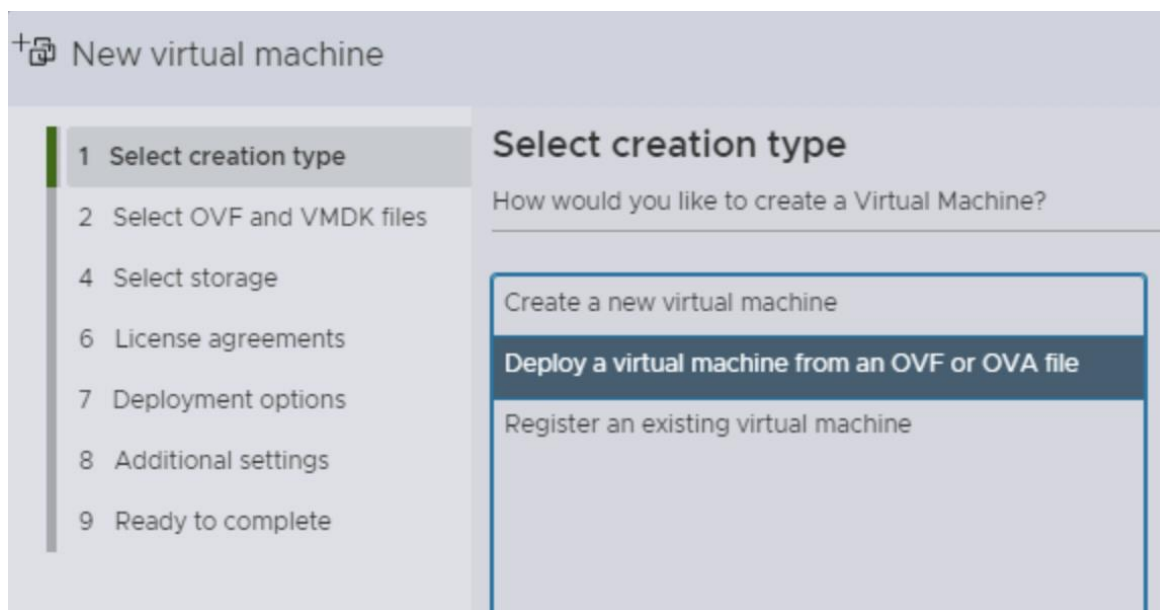 New virtual machine
1 Select creation type
2 Select OVF and VMDK files
4 Select storage
6 License agreements
7 Deployment options
8 Additional settings
9 Ready to complete
Select creation type
How would you like to create a Virtual Machine?
Create a new virtual machine
Deploy a virtual machine from an OVF or OVA file
Register an existing virtual machine